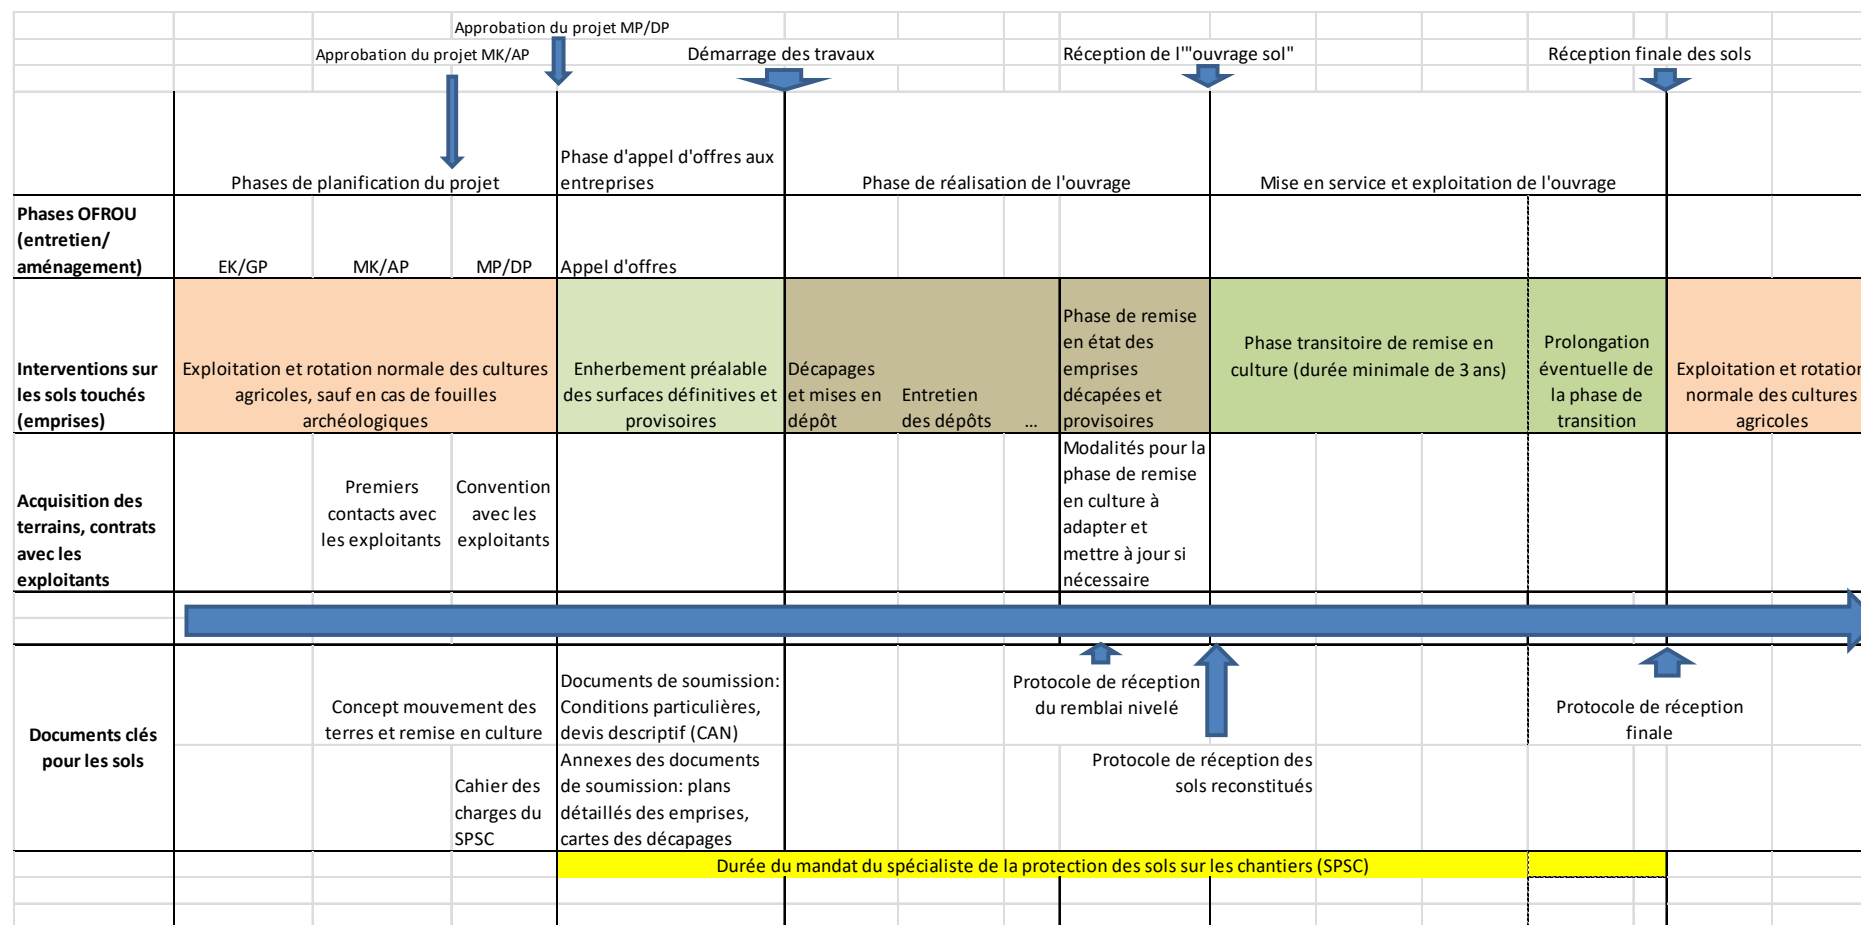 Approbation du projet MP/DP
Approbation du projet MK/AP
Démarrage des travaux
Réception de l'"ouvrage sol"
Réception finale des sols
Phases de planification du projet
Phase d'appel d'offres aux
entreprises
Phase de réalisation de l'ouvrage
Mise en service et exploitation de l'ouvrage
Phases OFROU
(entretien/
aménagement)
EK/GP
MK/AP
MP/DP
Appel d'offres
Interventions sur
les sols touchés
(emprises)
Exploitation et rotation normale des cultures
agricoles, sauf en cas de fouilles
archéologiques
Enherbement préalable
des surfaces définitives et
provisoires
Décapages
et mises en
dépôt
Entretien
des dépôts
...
Phase de remise
en état des
emprises
décapées et
provisoires
Phase transitoire de remise en
culture (durée minimale de 3 ans)
Prolongation
éventuelle de
la phase de
transition
Exploitation et rotation
normale des cultures
agricoles
Acquisition des
terrains, contrats
avec les
exploitants
Premiers
contacts avec
les exploitants
Convention
avec les
exploitants
Modalités pour la
phase de remise
en culture à
adapter et
mettre à jour si
nécessaire
Documents clés
pour les sols
Concept mouvement des
terres et remise en culture
Cahier des
charges du
SPSC
Documents de soumission:
Conditions particulières,
devis descriptif (CAN)
Annexes des documents
de soumission: plans
détaillés des emprises,
cartes des décapages
Protocole de réception
du remblai nivelé
Protocole de réception des
sols reconstitués
Protocole de réception
finale
Durée du mandat du spécialiste de la protection des sols sur les chantiers (SPSC)